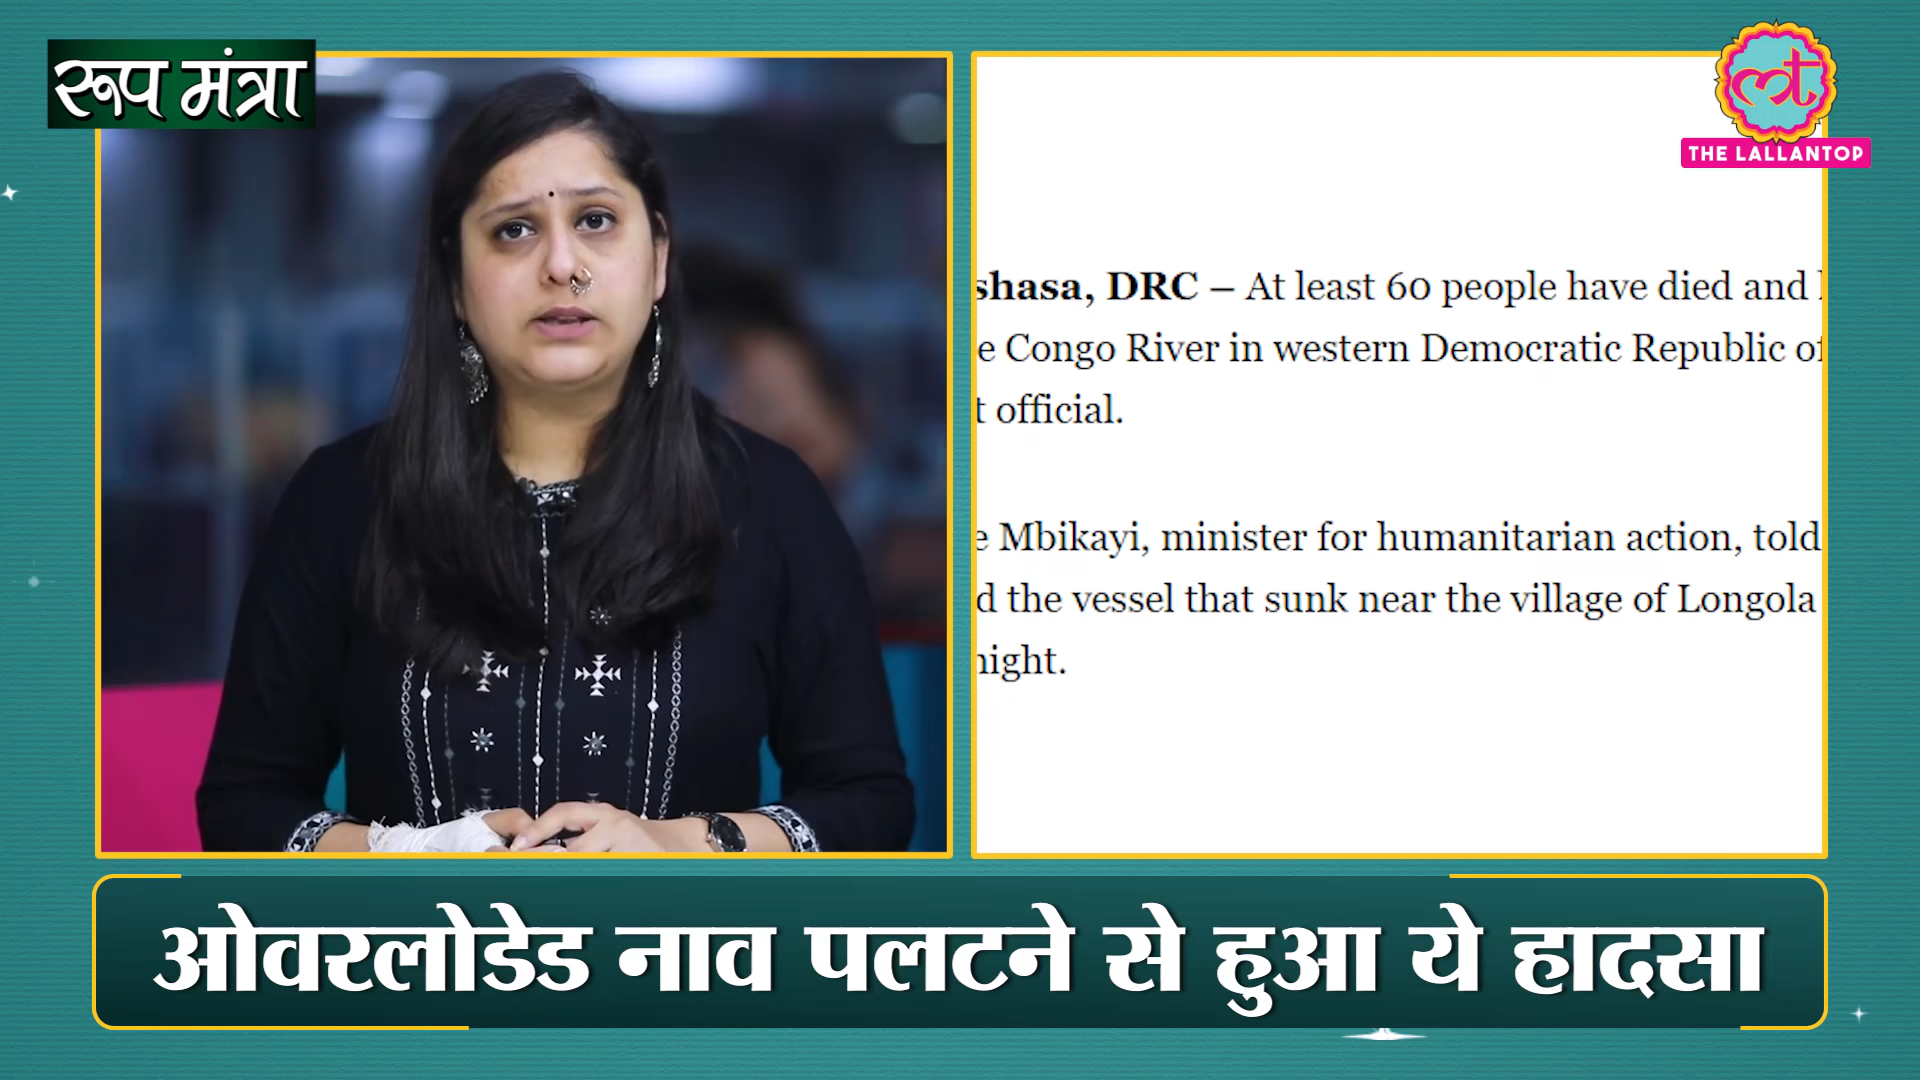 रूप मंत्रा
lt
THE LALLANTOP
shasa, DRC – At least 60 people have died and
e Congo River in western Democratic Republic of
t official.
e Mbikayi, minister for humanitarian action, told
d the vessel that sunk near the village of Longola
night.
ओवरलोडेड नाव पलटने से हुआ ये हादसा